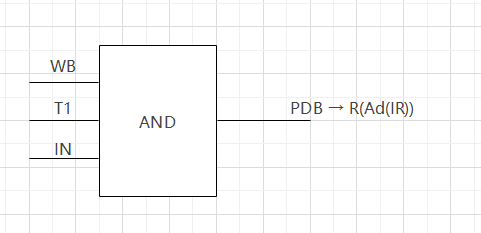 WB
T1
IN
AND
PDB → R(Ad(IR))